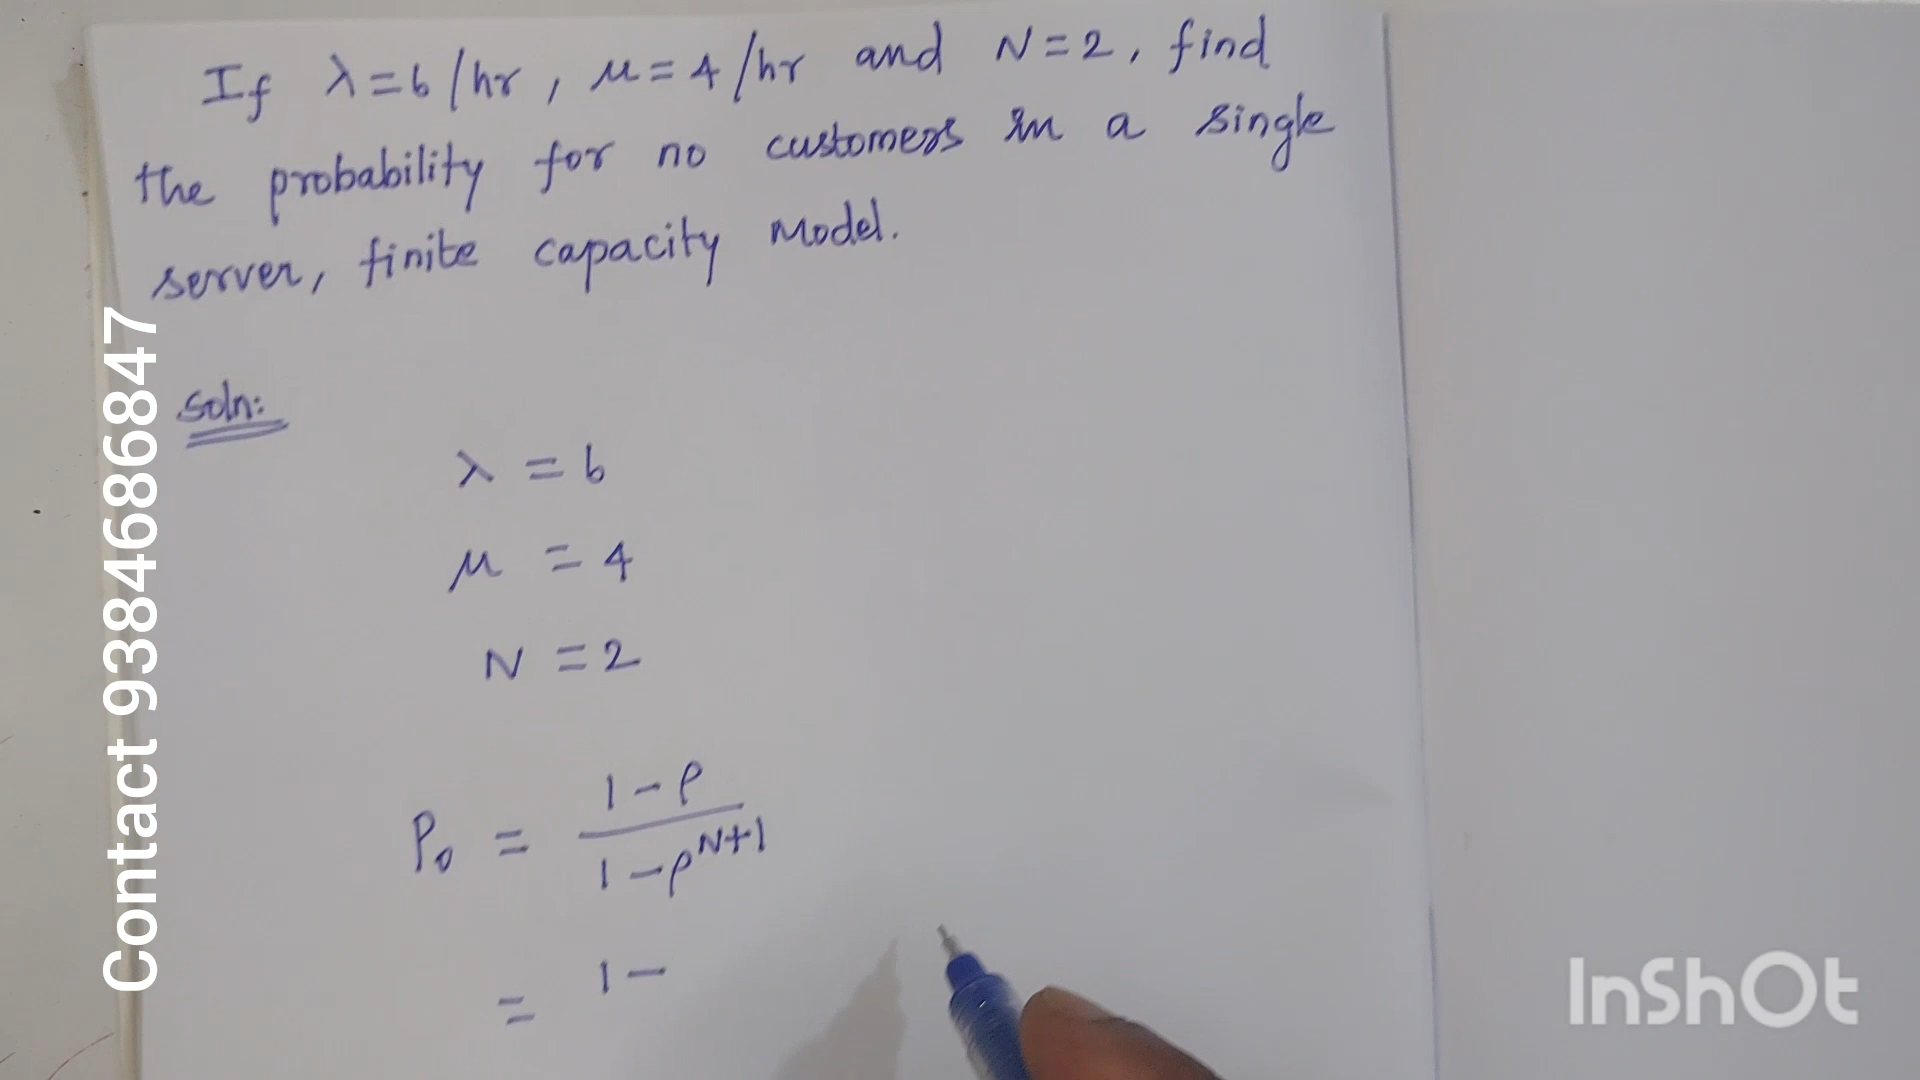 If λ=6/hr, μ=4/hr and N=2, find
the probability for no customers in a single
server, finite capacity Model.
Soln:
λ = 6
μ = 4
N = 2
P₀ = (1-ρ)/(1-ρ^(N+1))
= 1-
Contact 9384686847
InShOt